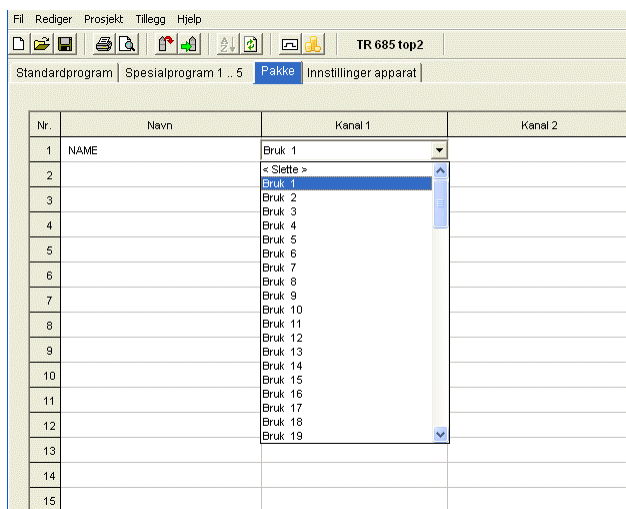 Fil Rediger Prosjekt Tillegg Hjelp
TR 685 top2
Standardprogram Spesialprogram 1 .. 5 Pakke Innstillinger apparat
Nr. Navn Kanal 1 Kanal 2
1 NAME Bruk 1
2
3
4
5
6
7
8
9
10
11
12
13
14
15
< Slette >
Bruk 1
Bruk 2
Bruk 3
Bruk 4
Bruk 5
Bruk 6
Bruk 7
Bruk 8
Bruk 9
Bruk 10
Bruk 11
Bruk 12
Bruk 13
Bruk 14
Bruk 15
Bruk 16
Bruk 17
Bruk 18
Bruk 19